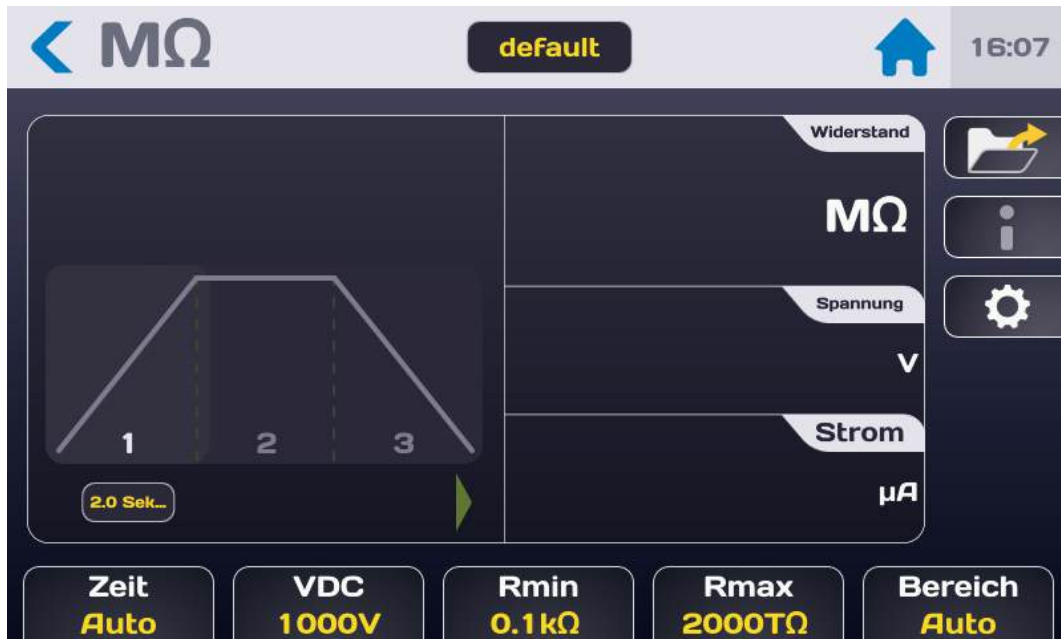 MΩ
default
16:07
Widerstand
MΩ
Spannung
V
Strom
µA
1 2 3
2.0 Sek...
Zeit VDC Rmin Rmax Bereich
Auto 1000V 0.1kΩ 2000TΩ Auto